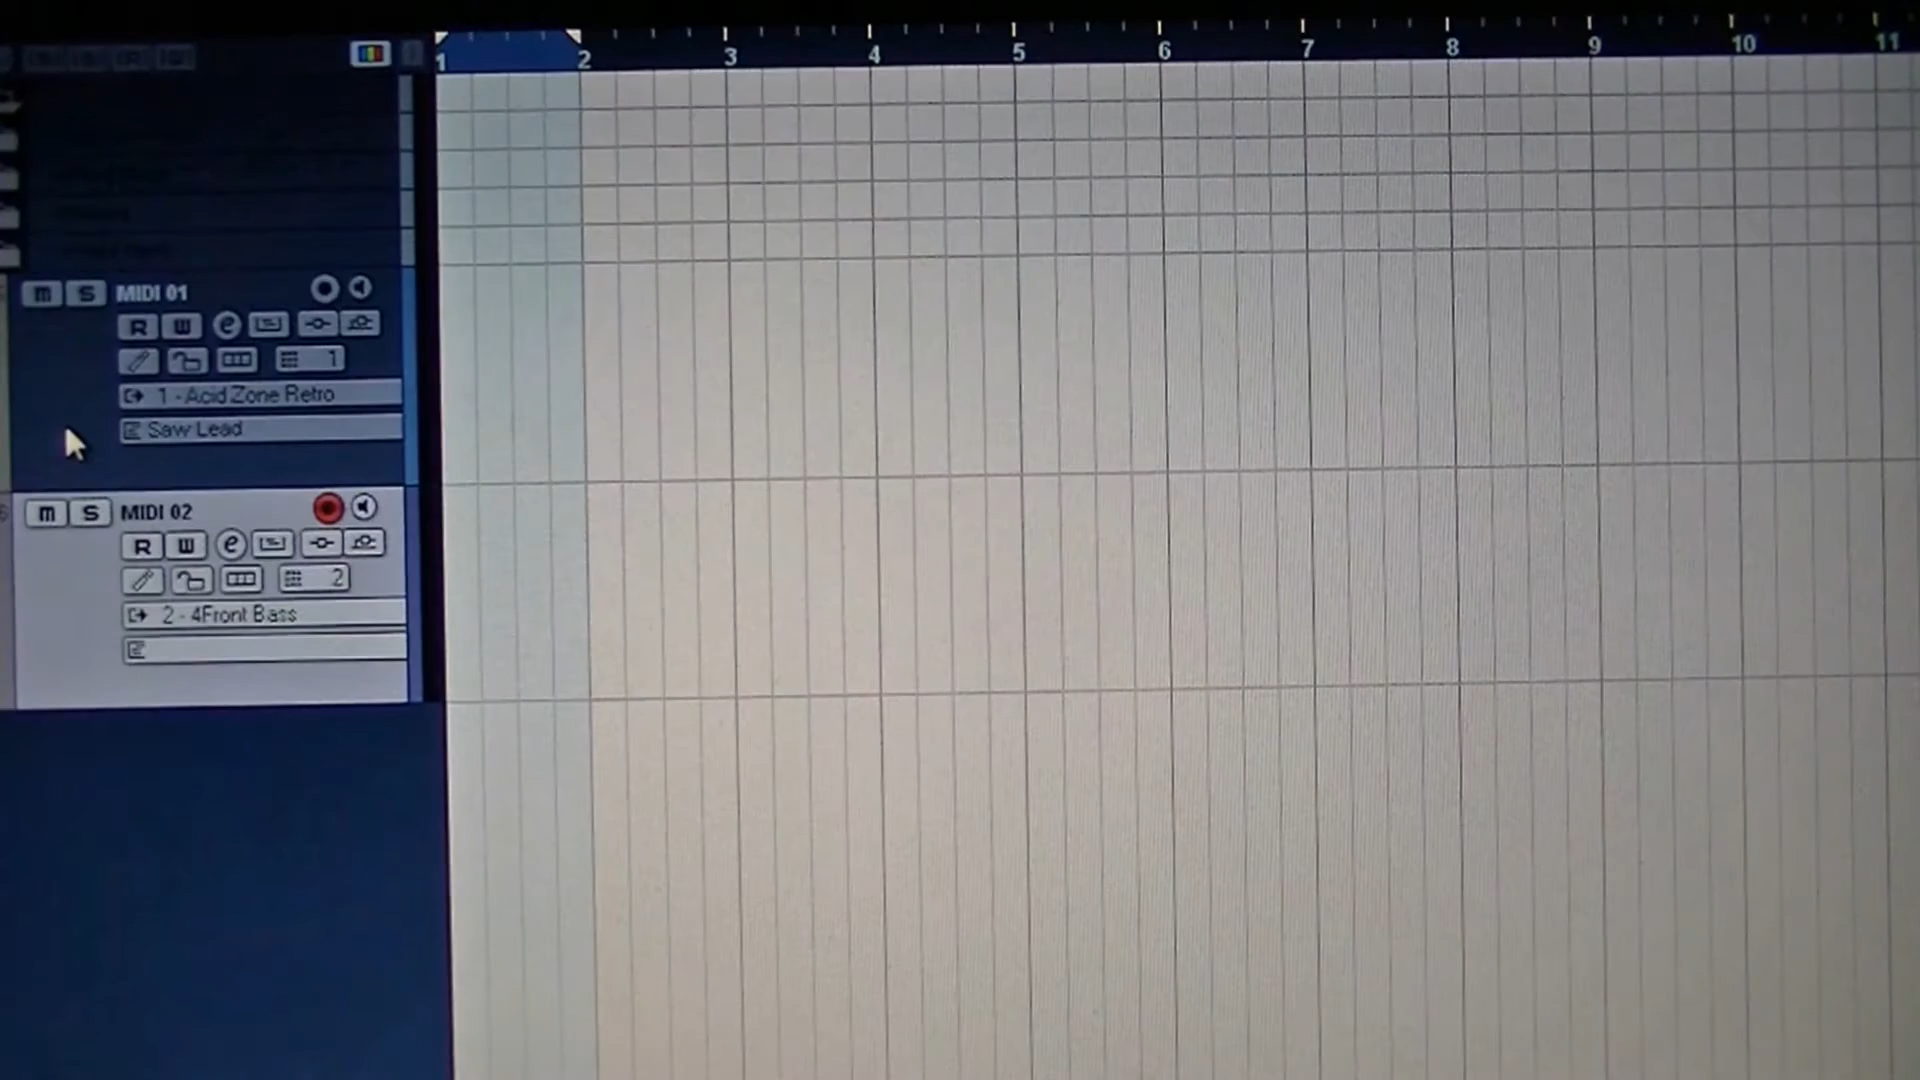 1 2 3 4 5 6 7 8 9 10 11
m S MIDI 01
R W e
1
1 - Acid Zone Retro
Saw Lead
m S MIDI 02
R W e
2
2 - 4Front Bass